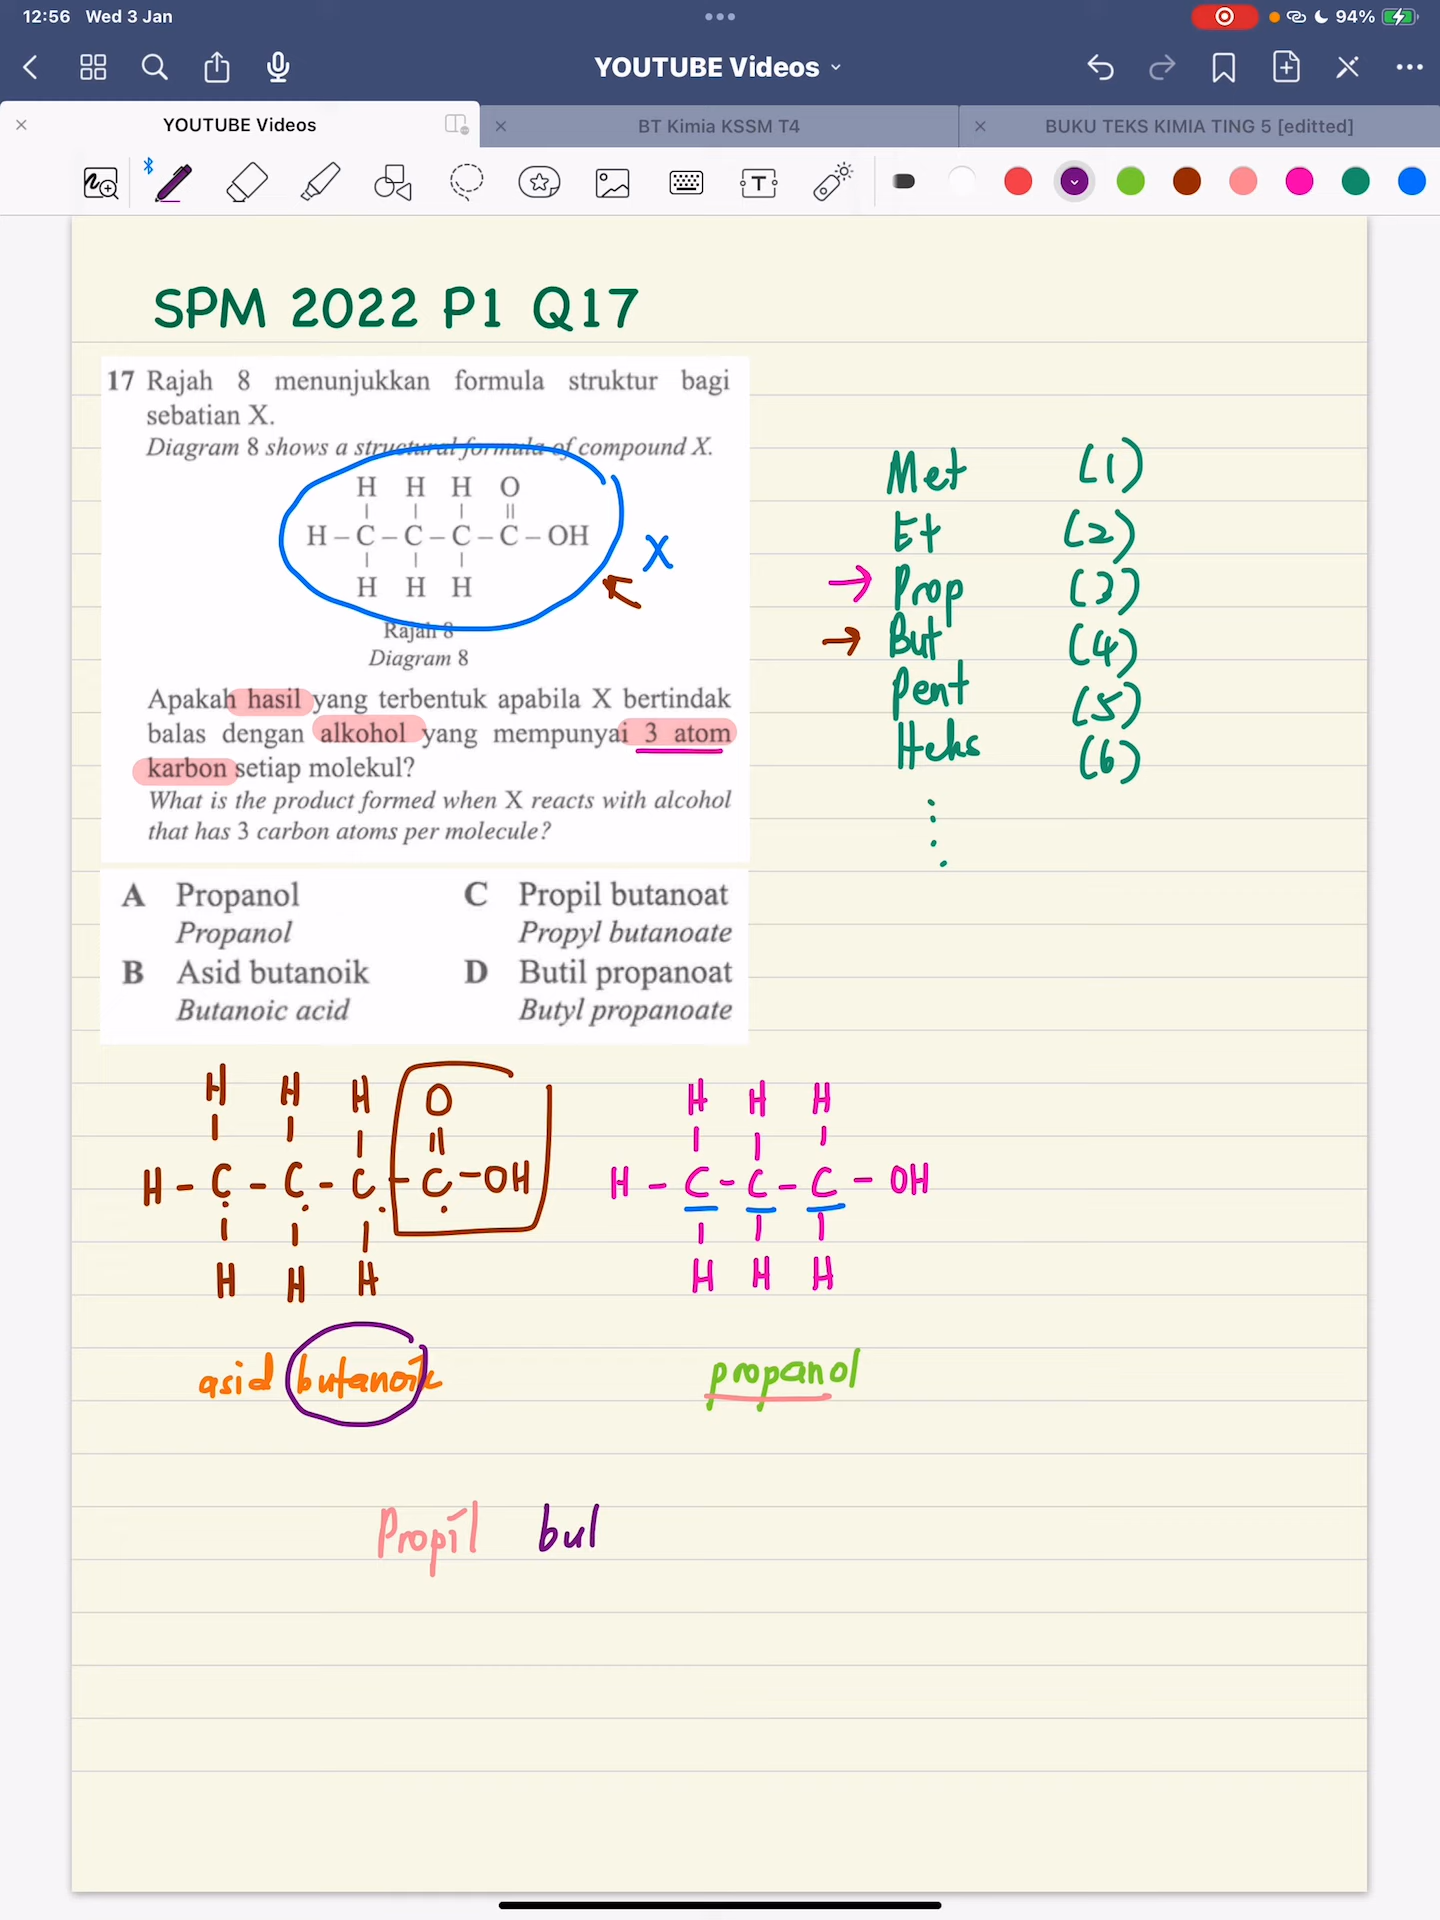 12:56 Wed 3 Jan
94%
YOUTUBE Videos
YOUTUBE Videos
BT Kimia KSSM T4
BUKU TEKS KIMIA TING 5 [editted]
T
SPM 2022 P1 Q17
17 Rajah 8 menunjukkan formula struktur bagi
sebatian X.
Diagram 8 shows a structural formula of compound X.
H H H O
H – C – C – C – C – OH
H H H
X
Rajah 8
Diagram 8
Apakah hasil yang terbentuk apabila X bertindak
balas dengan alkohol yang mempunyai 3 atom
karbon setiap molekul?
What is the product formed when X reacts with alcohol
that has 3 carbon atoms per molecule?
A Propanol
Propanol
B Asid butanoik
Butanoic acid
C Propil butanoat
Propyl butanoate
D Butil propanoat
Butyl propanoate
Met (1)
Et (2)
→ Prop (3)
→ But (4)
Pent (5)
Heks (6)
H H H O
H - C - C - C - C - OH
H H H
asid butanoik
H H H
H - C - C - C - OH
H H H
propanol
Propil bul